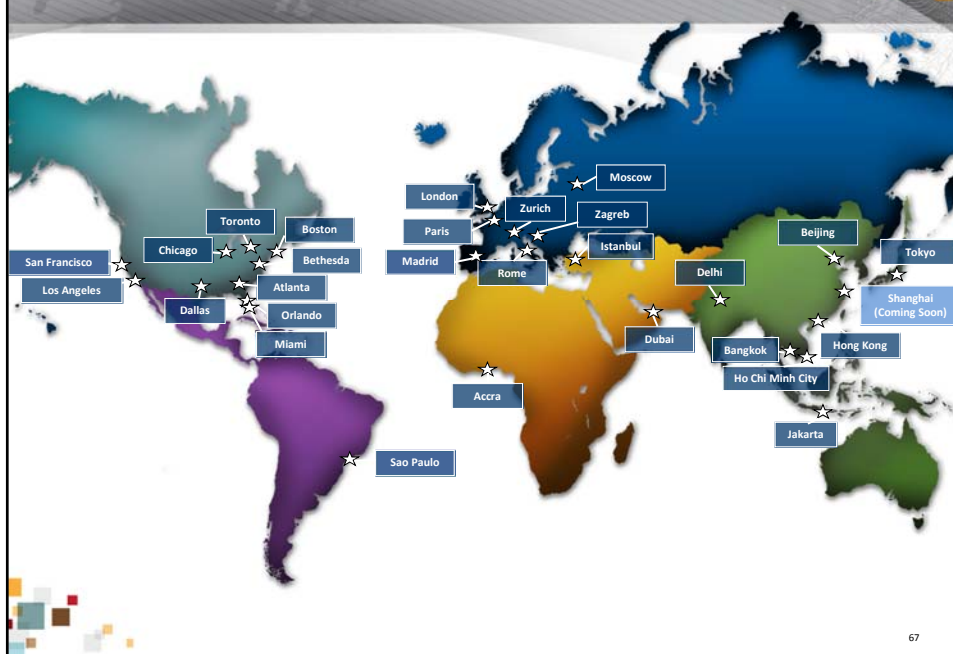 Moscow
London
Zurich
Zagreb
Toronto
Boston
Paris
Beijing
Chicago
Istanbul
Tokyo
Bethesda
San Francisco
Madrid
Rome
Delhi
Los Angeles
Atlanta
Shanghai
(Coming Soon)
Dallas
Orlando
Dubai
Miami
Bangkok
Hong Kong
Ho Chi Minh City
Accra
Jakarta
Sao Paulo
67